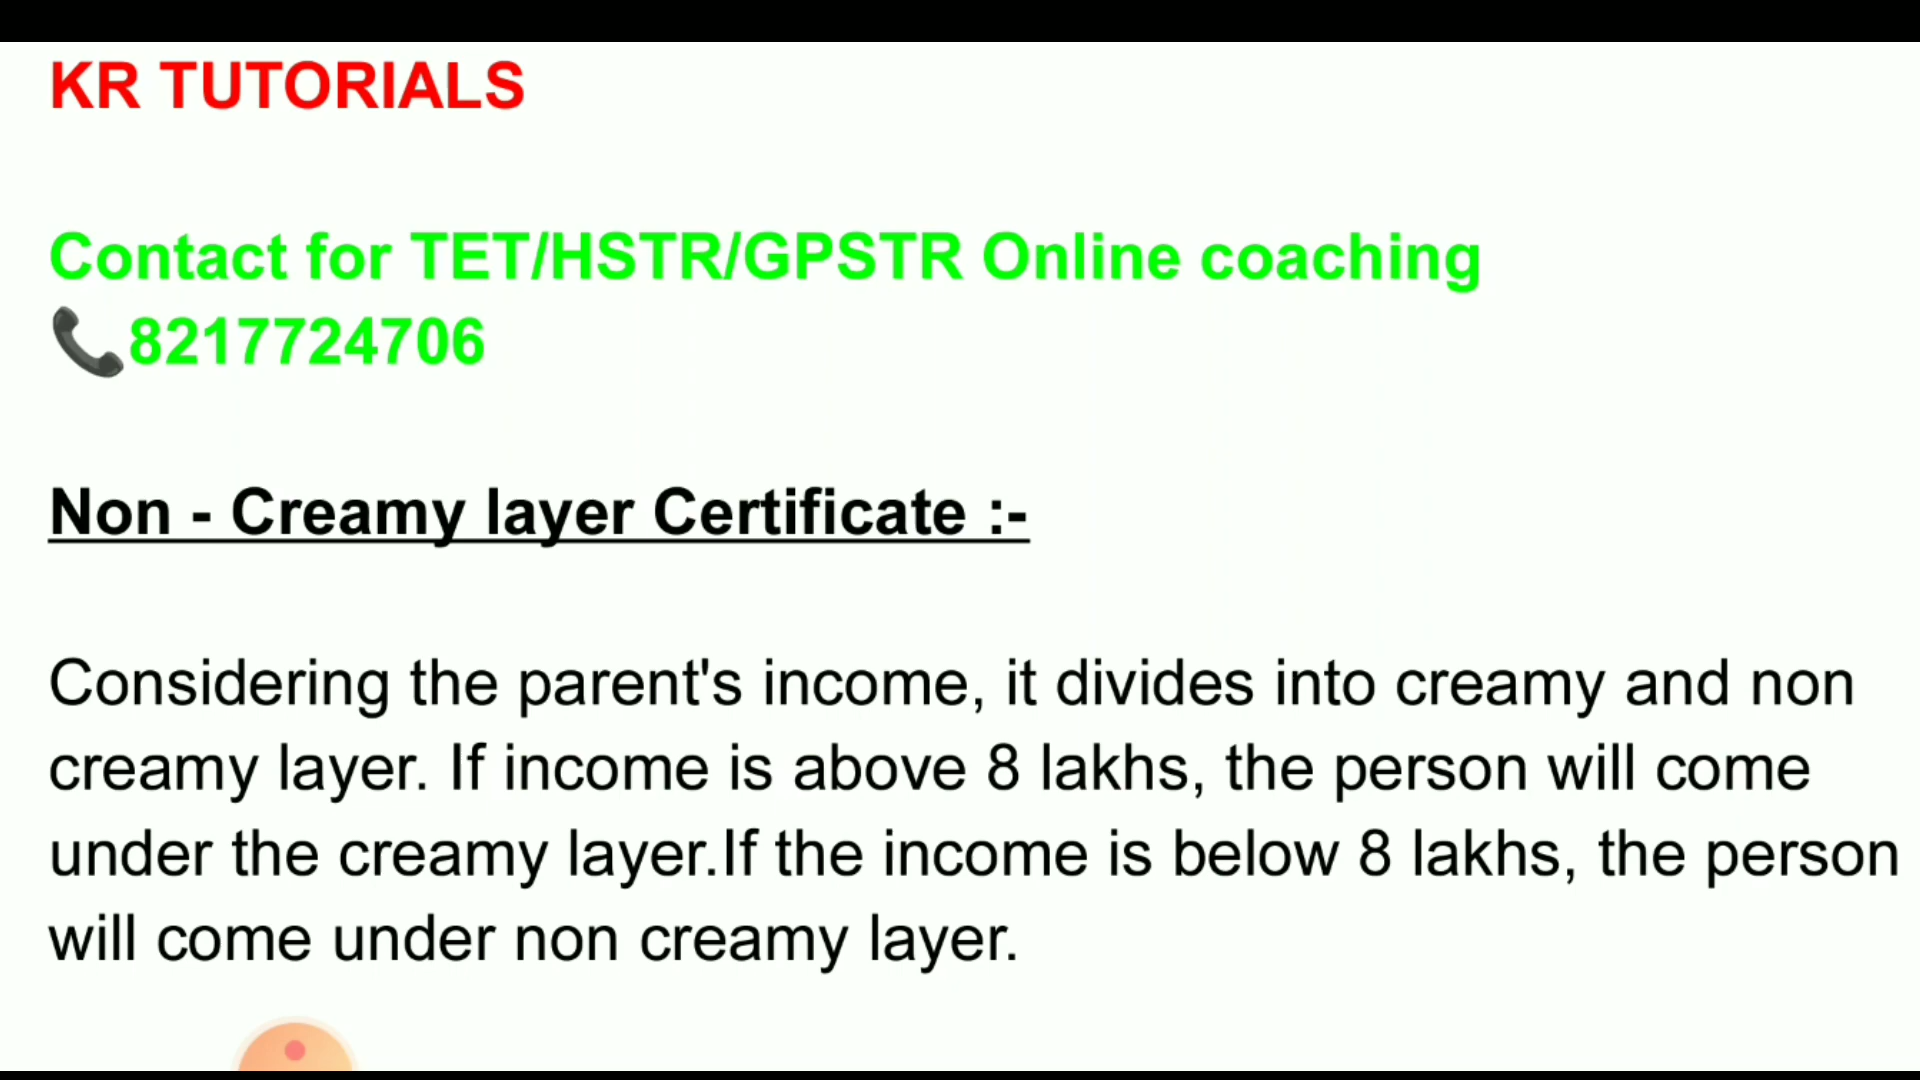 KR TUTORIALS
Contact for TET/HSTR/GPSTR Online coaching
📞8217724706
Non - Creamy layer Certificate :-
Considering the parent's income, it divides into creamy and non
creamy layer. If income is above 8 lakhs, the person will come
under the creamy layer.If the income is below 8 lakhs, the person
will come under non creamy layer.